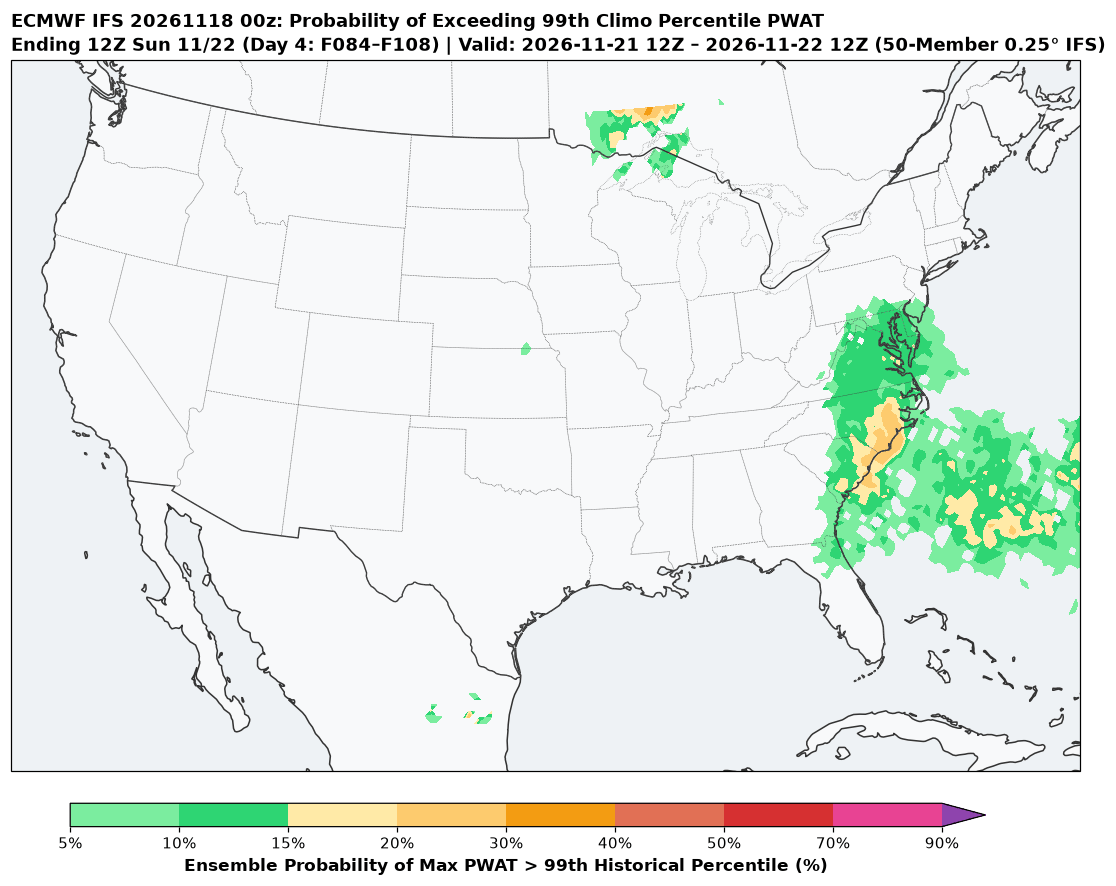 ECMWF IFS 20261118 00z: Probability of Exceeding 99th Climo Percentile PWAT
Ending 12Z Sun 11/22 (Day 4: F084–F108) | Valid: 2026-11-21 12Z – 2026-11-22 12Z (50-Member 0.25° IFS)
5% 10% 15% 20% 30% 40% 50% 70% 90%
Ensemble Probability of Max PWAT > 99th Historical Percentile (%)